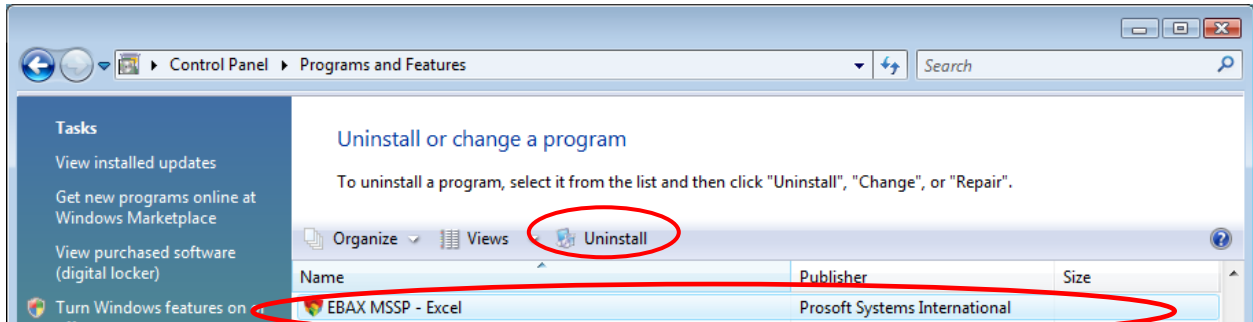 Control Panel Programs and Features
Search
Tasks
View installed updates
Get new programs online at
Windows Marketplace
View purchased software
(digital locker)
Turn Windows features on
Uninstall or change a program
To uninstall a program, select it from the list and then click "Uninstall", "Change", or "Repair".
Organize Views Uninstall
Name Publisher Size
EBAX MSSP - Excel Prosoft Systems International